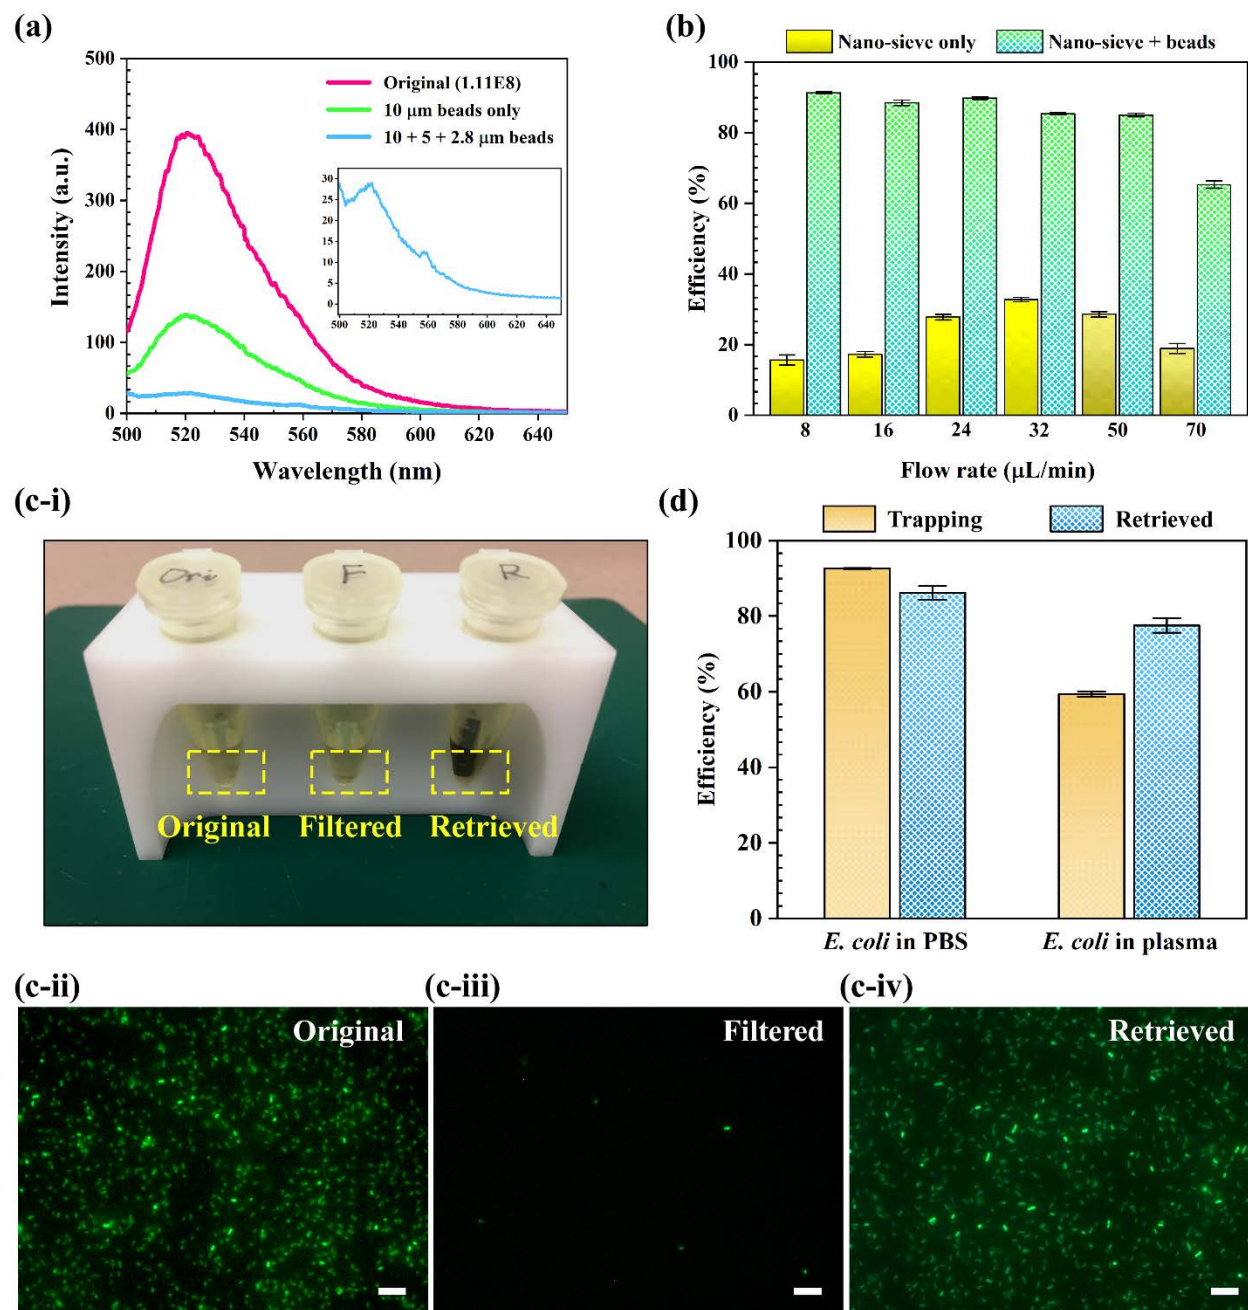 (a)
500
400
300
200
100
0
Intensity (a.u.)
Original (1.11E8)
10 μm beads only
10 + 5 + 2.8 μm beads
30
25
20
15
10
5
0
500 520 540 560 580 600 620 640
500 520 540 560 580 600 620 640
Wavelength (nm)
(b)
Nano-sieve only Nano-sieve + beads
100
80
60
40
20
0
Efficiency (%)
8 16 24 32 50 70
Flow rate (μL/min)
(c-i)
Ori F R
Original Filtered Retrieved
(d)
Trapping Retrieved
100
80
60
40
20
0
Efficiency (%)
E. coli in PBS E. coli in plasma
(c-ii)
Original
(c-iii)
Filtered
(c-iv)
Retrieved